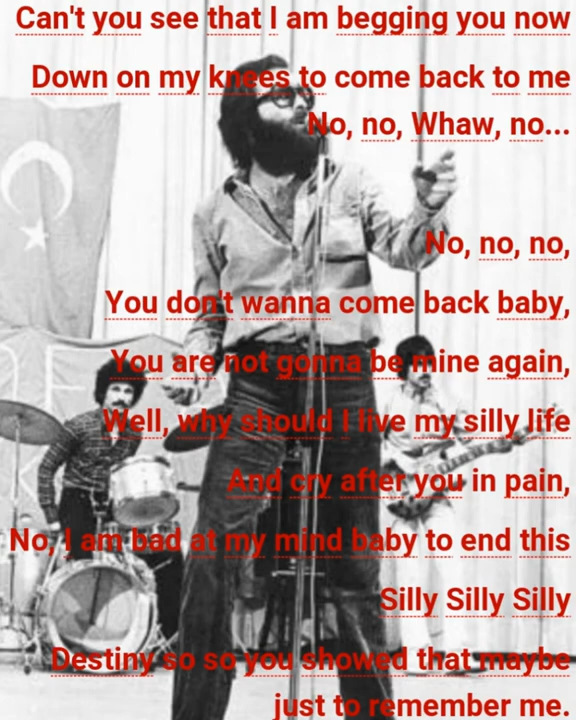 Can't you see that I am begging you now
Down on my knees to come back to me
No, no, Whaw, no...
No, no, no,
You don't wanna come back baby,
You are not gonna be mine again,
Well, why should I live my silly life
And cry after you in pain,
No, I am bad at my mind baby to end this
Silly Silly Silly
Destiny so so you showed that maybe
just to remember me.